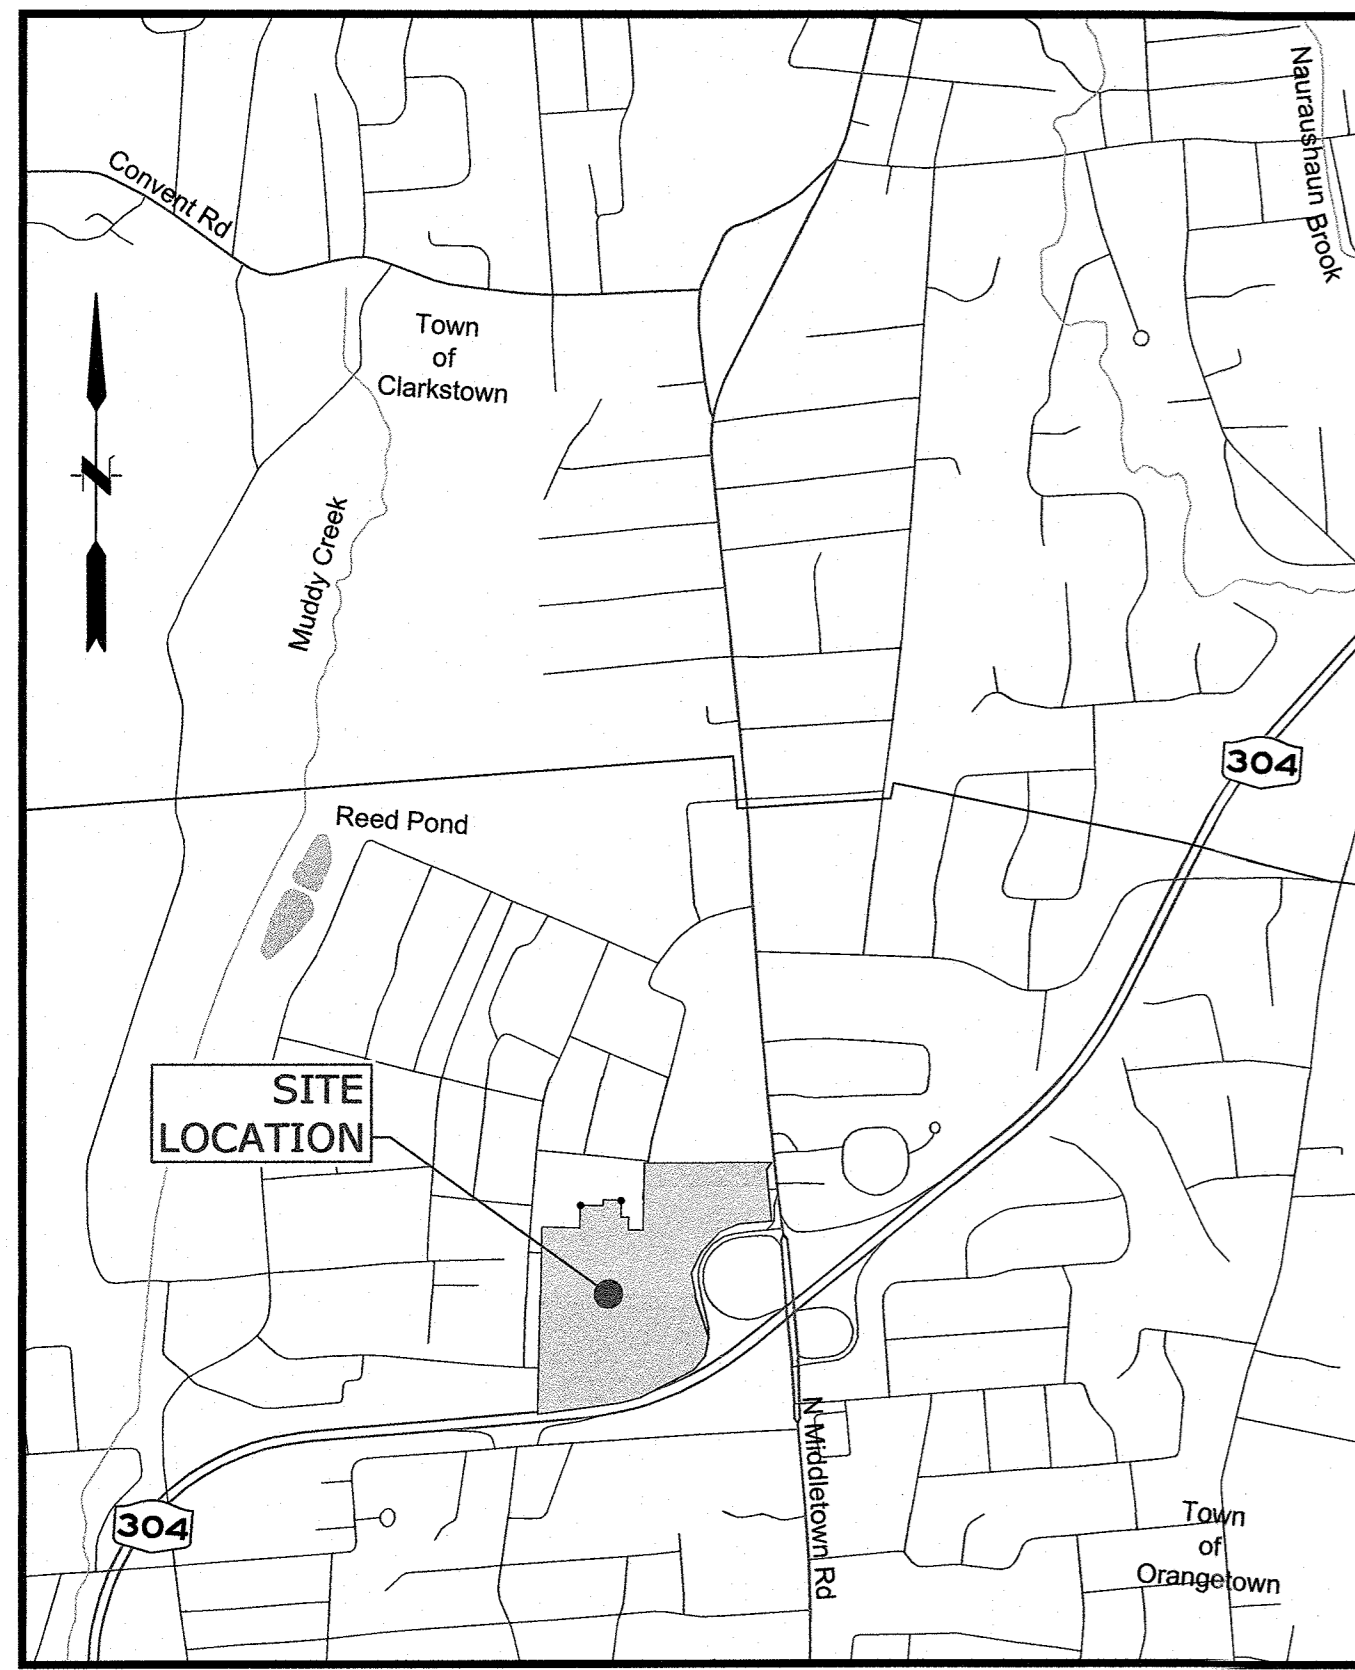 Convent Rd
Nauraushaun Brook
Town
of
Clarkstown
N
Muddy Creek
304
Reed Pond
SITE
LOCATION
N Middletown Rd
304
Town
of
Orangetown